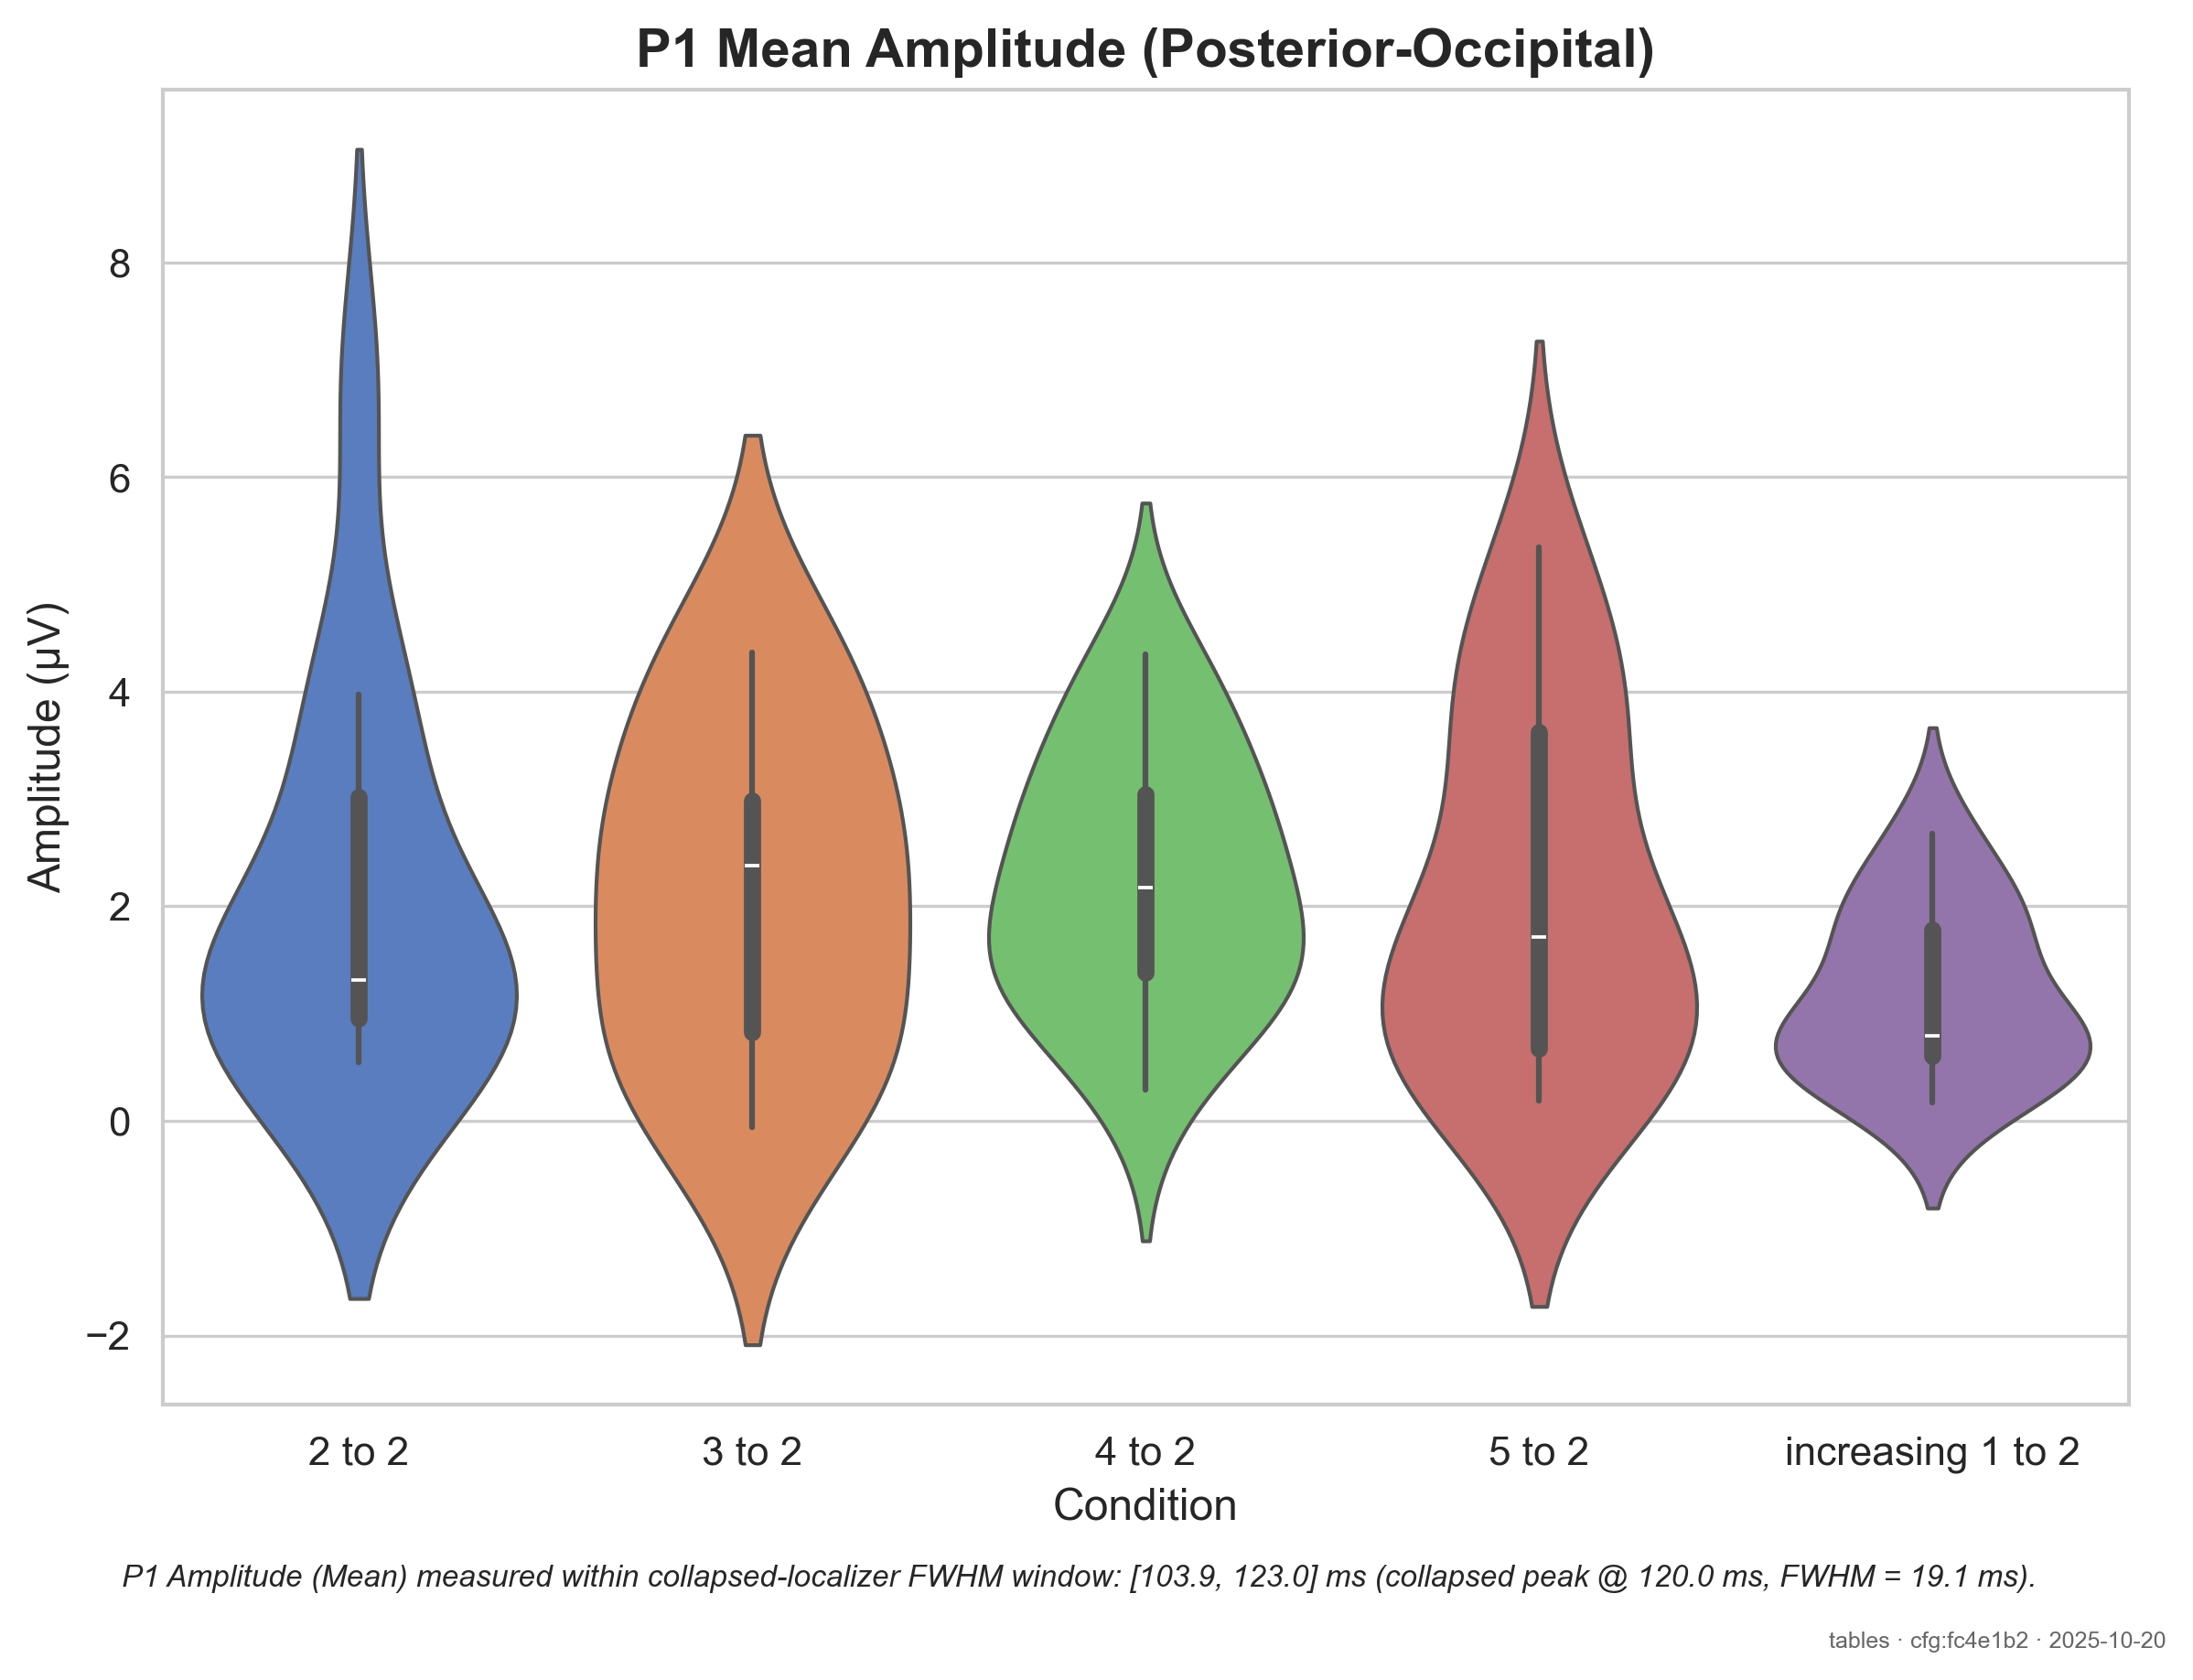 P1 Mean Amplitude (Posterior-Occipital)
Amplitude (µV)
8
6
4
2
0
−2
2 to 2
3 to 2
4 to 2
5 to 2
increasing 1 to 2
Condition
P1 Amplitude (Mean) measured within collapsed-localizer FWHM window: [103.9, 123.0] ms (collapsed peak @ 120.0 ms, FWHM = 19.1 ms).
tables · cfg:fc4e1b2 · 2025-10-20